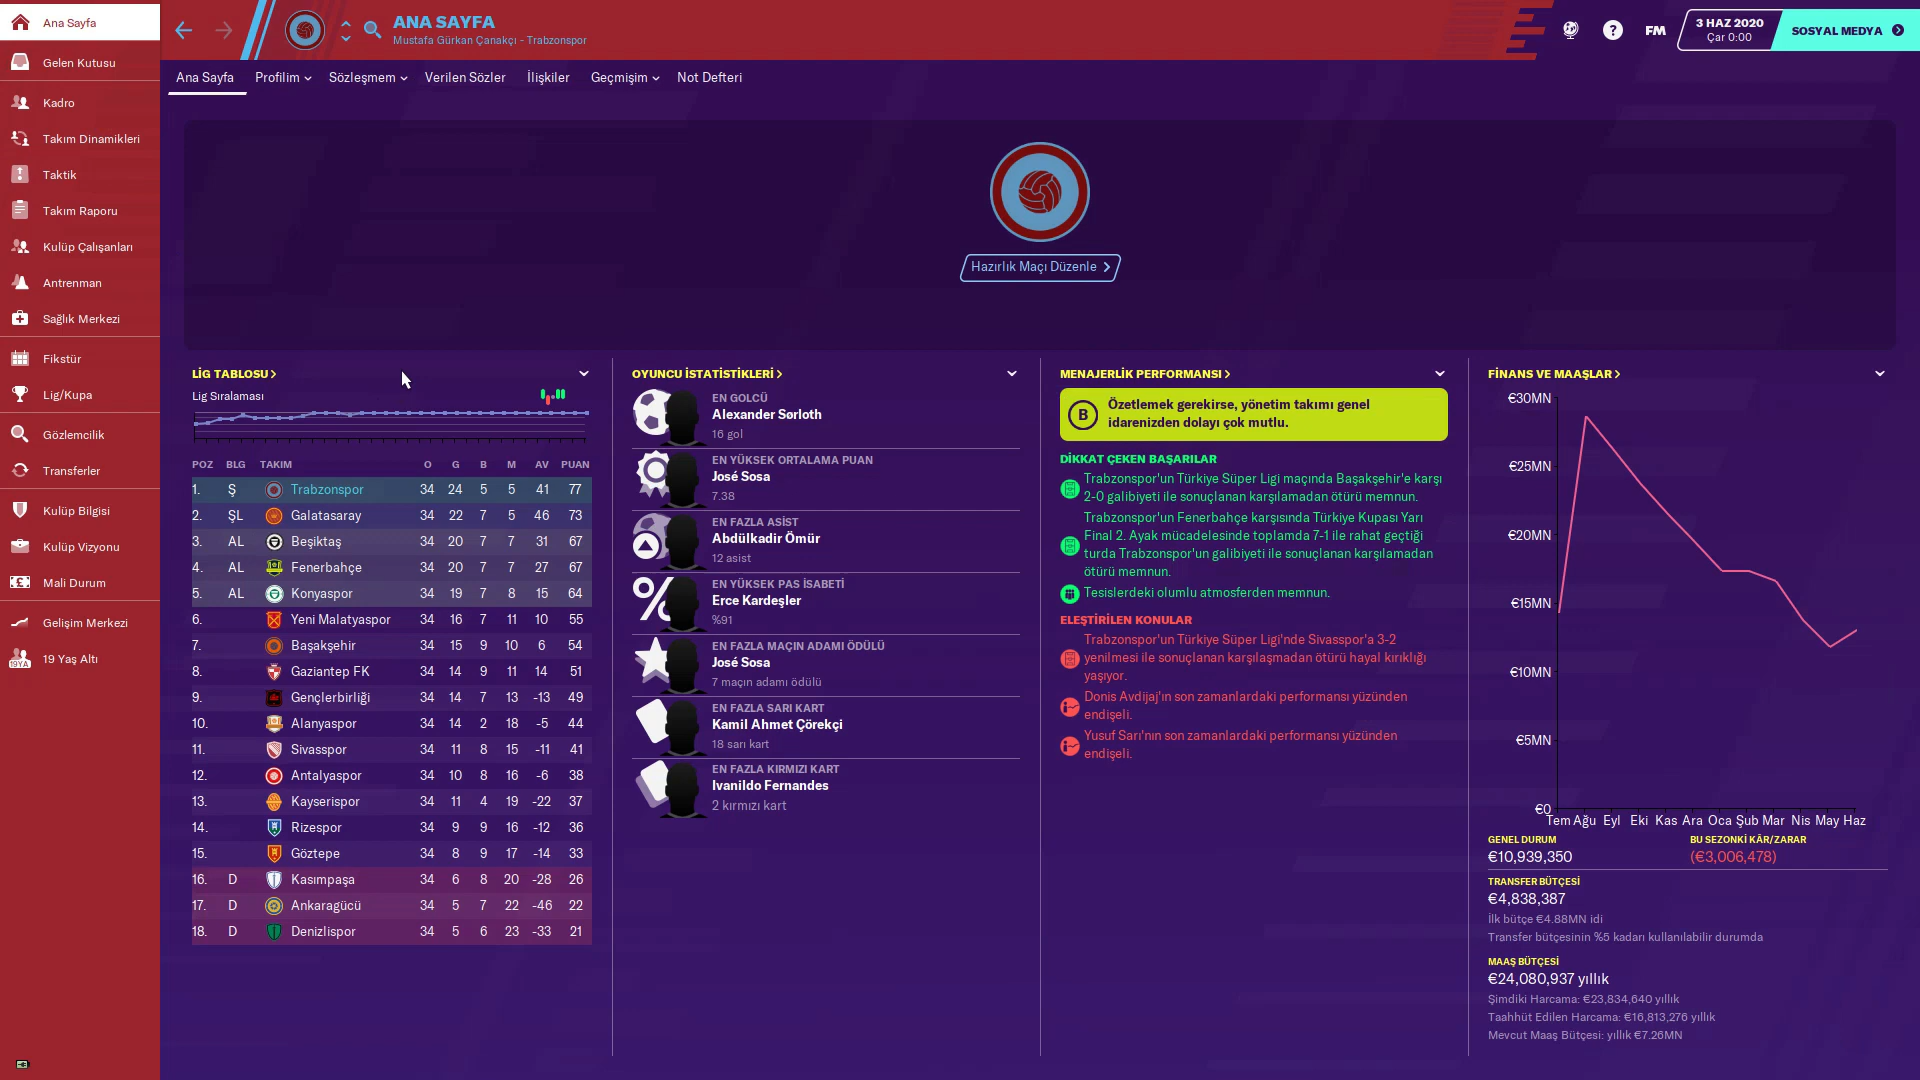 Ana Sayfa
Gelen Kutusu
Kadro
Takım Dinamikleri
Taktik
Takım Raporu
Kulüp Çalışanları
Antrenman
Sağlık Merkezi
Fikstür
Lig/Kupa
Gözlemcilik
Transferler
Kulüp Bilgisi
Kulüp Vizyonu
Mali Durum
Gelişim Merkezi
19YA 19 Yaş Altı
ANA SAYFA
Mustafa Gürkan Çanakçı - Trabzonspor
? FM
3 HAZ 2020
Çar 0:00
SOSYAL MEDYA
Ana Sayfa Profilim Sözleşmem Verilen Sözler İlişkiler Geçmişim Not Defteri
Hazırlık Maçı Düzenle
LİG TABLOSU
Lig Sıralaması
POZ BLG TAKIM O G B M AV PUAN
1. Ş Trabzonspor 34 24 5 5 41 77
2. ŞL Galatasaray 34 22 7 5 46 73
3. AL Beşiktaş 34 20 7 7 31 67
4. AL Fenerbahçe 34 20 7 7 27 67
5. AL Konyaspor 34 19 7 8 15 64
6. Yeni Malatyaspor 34 16 7 11 10 55
7. Başakşehir 34 15 9 10 6 54
8. Gaziantep FK 34 14 9 11 14 51
9. Gençlerbirliği 34 14 7 13 -13 49
10. Alanyaspor 34 14 2 18 -5 44
11. Sivasspor 34 11 8 15 -11 41
12. Antalyaspor 34 10 8 16 -6 38
13. Kayserispor 34 11 4 19 -22 37
14. Rizespor 34 9 9 16 -12 36
15. Göztepe 34 8 9 17 -14 33
16. D Kasımpaşa 34 6 8 20 -28 26
17. D Ankaragücü 34 5 7 22 -46 22
18. D Denizlispor 34 5 6 23 -33 21
OYUNCU İSTATİSTİKLERİ
EN GOLCÜ
Alexander Sørloth
16 gol
EN YÜKSEK ORTALAMA PUAN
José Sosa
7.38
EN FAZLA ASİST
Abdülkadir Ömür
12 asist
EN YÜKSEK PAS İSABETİ
Erce Kardeşler
%91
EN FAZLA MAÇIN ADAMI ÖDÜLÜ
José Sosa
7 maçın adamı ödülü
EN FAZLA SARI KART
Kamil Ahmet Çörekçi
18 sarı kart
EN FAZLA KIRMIZI KART
Ivanildo Fernandes
2 kırmızı kart
MENAJERLİK PERFORMANSI
B
Özetlemek gerekirse, yönetim takımı genel
idarenizden dolayı çok mutlu.
DİKKAT ÇEKEN BAŞARILAR
Trabzonspor'un Türkiye Süper Ligi maçında Başakşehir'e karşı
2-0 galibiyeti ile sonuçlanan karşılamadan ötürü memnun.
Trabzonspor'un Fenerbahçe karşısında Türkiye Kupası Yarı
Final 2. Ayak mücadelesinde toplamda 7-1 ile rahat geçtiği
turda Trabzonspor'un galibiyeti ile sonuçlanan karşılamadan
ötürü memnun.
Tesislerdeki olumlu atmosferden memnun.
ELEŞTİRİLEN KONULAR
Trabzonspor'un Türkiye Süper Ligi'nde Sivasspor'a 3-2
yenilmesi ile sonuçlanan karşılaşmadan ötürü hayal kırıklığı
yaşıyor.
Donis Avdijaj'ın son zamanlardaki performansı yüzünden
endişeli.
Yusuf Sarı'nın son zamanlardaki performansı yüzünden
endişeli.
FİNANS VE MAAŞLAR
€30MN
€25MN
€20MN
€15MN
€10MN
€5MN
€0
Tem Ağu Eyl Eki Kas Ara Oca Şub Mar Nis May Haz
GENEL DURUM BU SEZONKİ KÂR/ZARAR
€10,939,350 (€3,006,478)
TRANSFER BÜTÇESİ
€4,838,387
İlk bütçe €4.88MN idi
Transfer bütçesinin %5 kadarı kullanılabilir durumda
MAAŞ BÜTÇESİ
€24,080,937 yıllık
Şimdiki Harcama: €23,834,640 yıllık
Taahhüt Edilen Harcama: €16,813,276 yıllık
Mevcut Maaş Bütçesi: yıllık €7.26MN